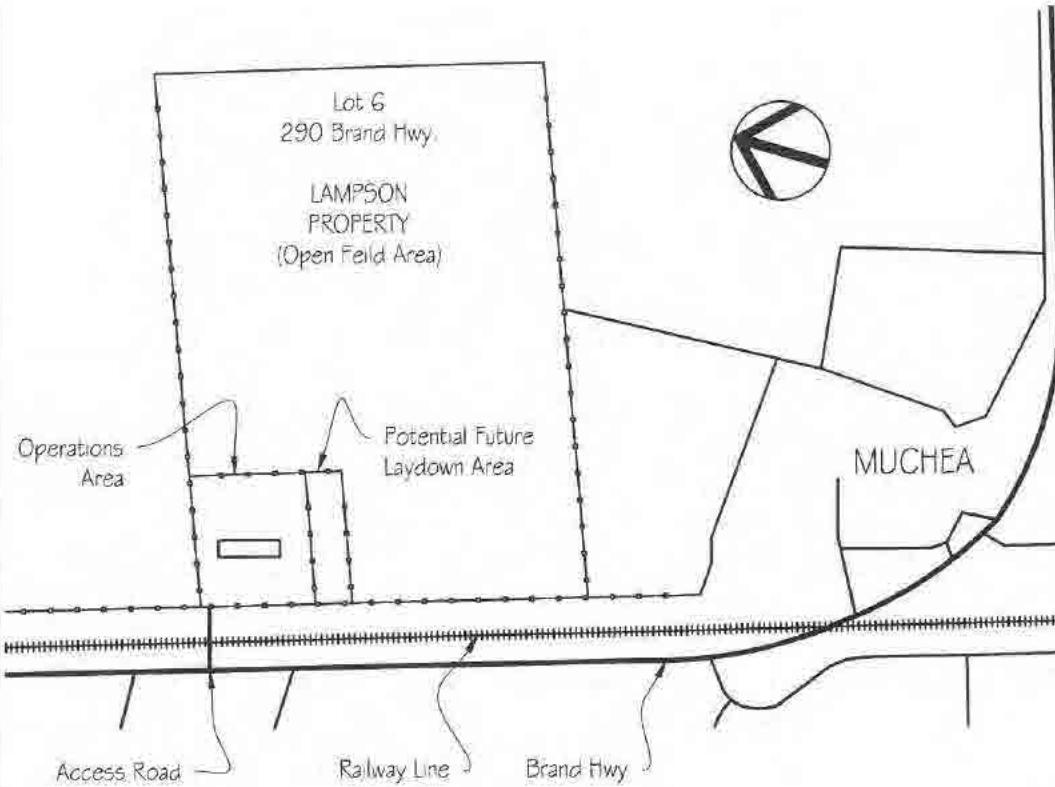 Lot 6
290 Brand Hwy.
LAMPSON
PROPERTY
(Open Feild Area)
Operations
Area
Potential Future
Laydown Area
MUCHEA
Access Road
Railway Line
Brand Hwy